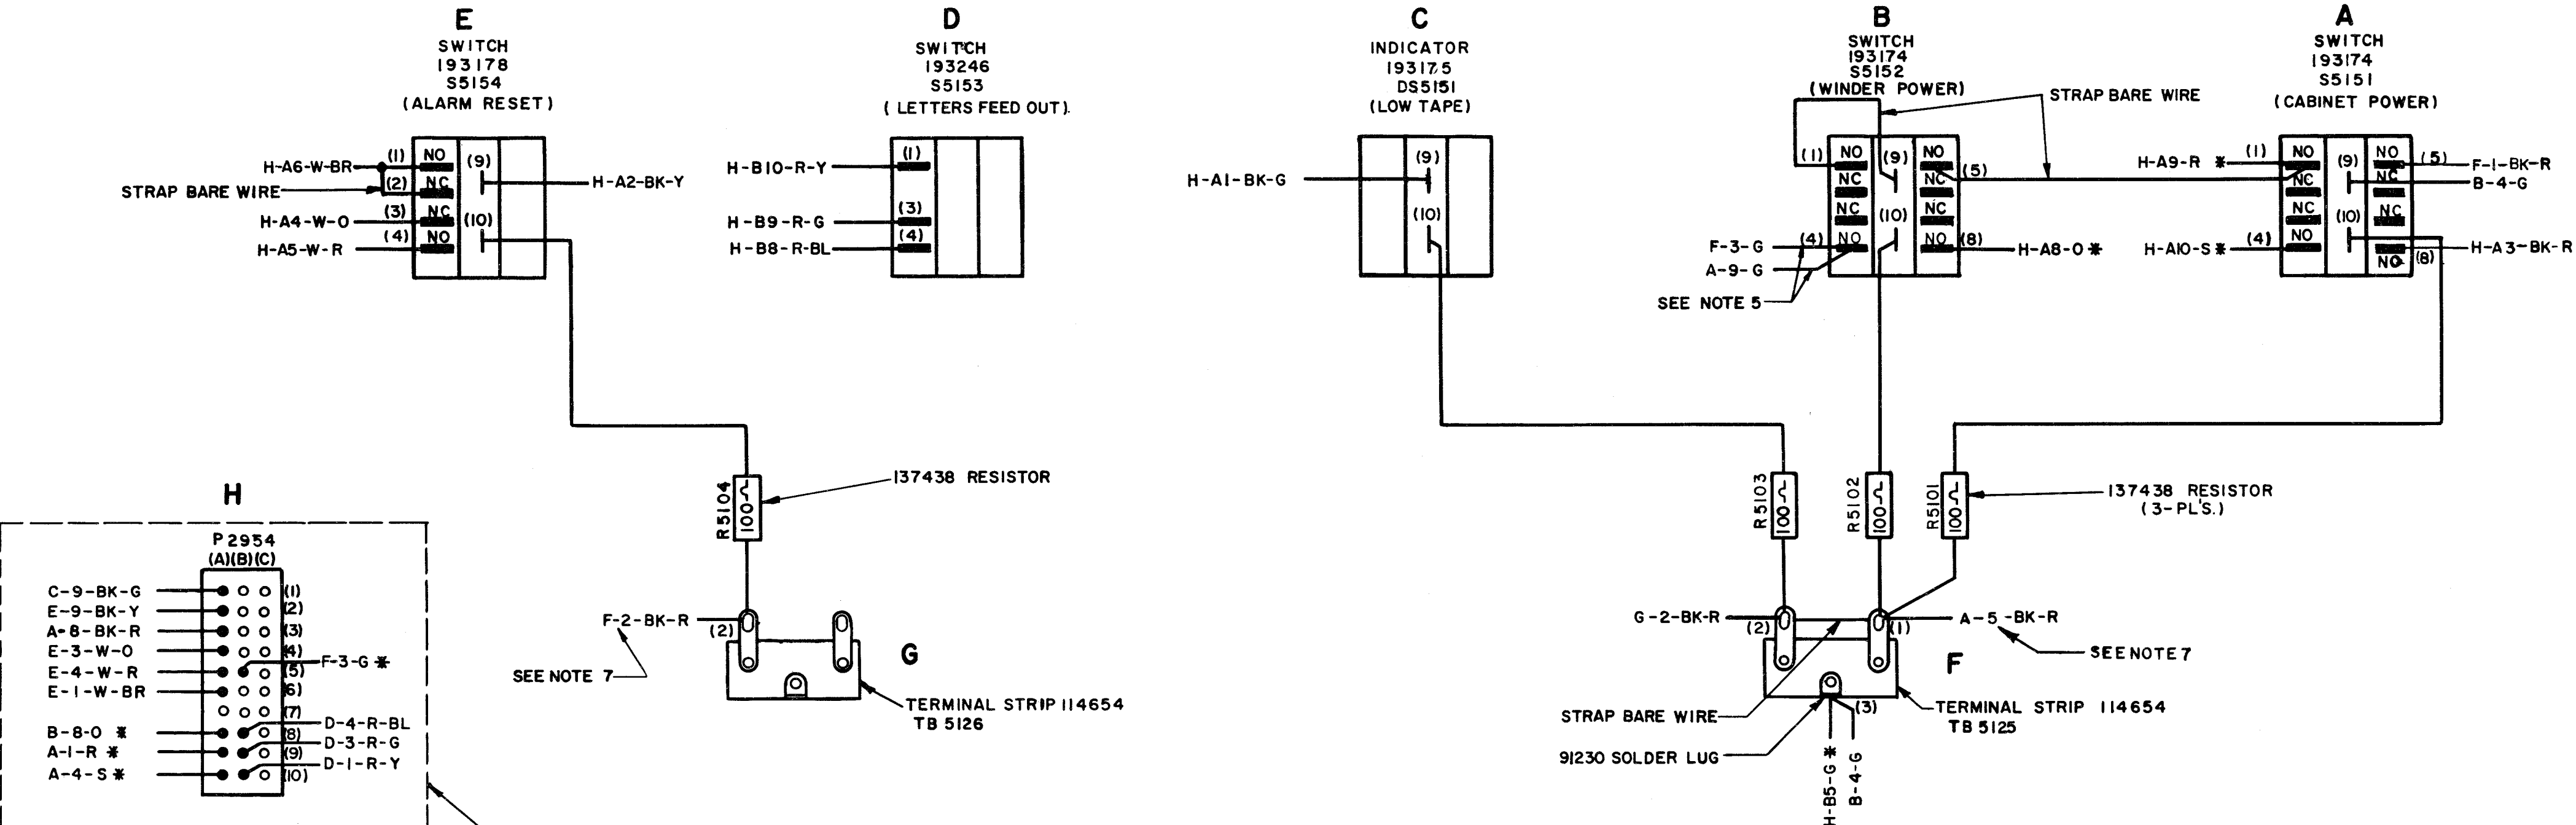 E
SWITCH
193178
S5154
(ALARM RESET)
H-A6-W-BR
STRAP BARE WIRE
H-A4-W-O
H-A5-W-R
(1) NO
(2) NC
(3) NC
(4) NO
(9)
(10)
H-A2-BK-Y
D
SWITCH
193246
S5153
(LETTERS FEED OUT).
H-B10-R-Y
H-B9-R-G
H-B8-R-BL
(1)
(3)
(4)
C
INDICATOR
193175
DS5151
(LOW TAPE)
H-A1-BK-G
(9)
(10)
B
SWITCH
193174
S5152
(WINDER POWER)
STRAP BARE WIRE
(1) NO (9) NO (5)
NC NC
NC (10) NC
(4) NO NO (8)
F-3-G
A-9-G
SEE NOTE 5
H-A8-O *
A
SWITCH
193174
S5151
(CABINET POWER)
H-A9-R *
H-A10-S *
(1) NO (9) NO (5)
NC NC
NC (10) NC
(4) NO NO (8)
F-1-BK-R
B-4-G
H-A3-BK-R
R5104
100
137438 RESISTOR
F-2-BK-R
(2)
SEE NOTE 7
G
TERMINAL STRIP 114654
TB 5126
R5103
100
R5102
100
R5101
100
137438 RESISTOR
(3-PL'S.)
G-2-BK-R
(2)
(1)
A-5-BK-R
SEE NOTE 7
F
STRAP BARE WIRE
91230 SOLDER LUG
(3)
TERMINAL STRIP 114654
TB 5125
H-B5-G *
B-4-G
H
P2954
(A)(B)(C)
C-9-BK-G (1)
E-9-BK-Y (2)
A-8-BK-R (3)
E-3-W-O (4)
F-3-G *
E-4-W-R (5)
E-1-W-BR (6)
(7)
D-4-R-BL
B-8-O * (8)
D-3-R-G
A-1-R * (9)
D-1-R-Y
A-4-S * (10)